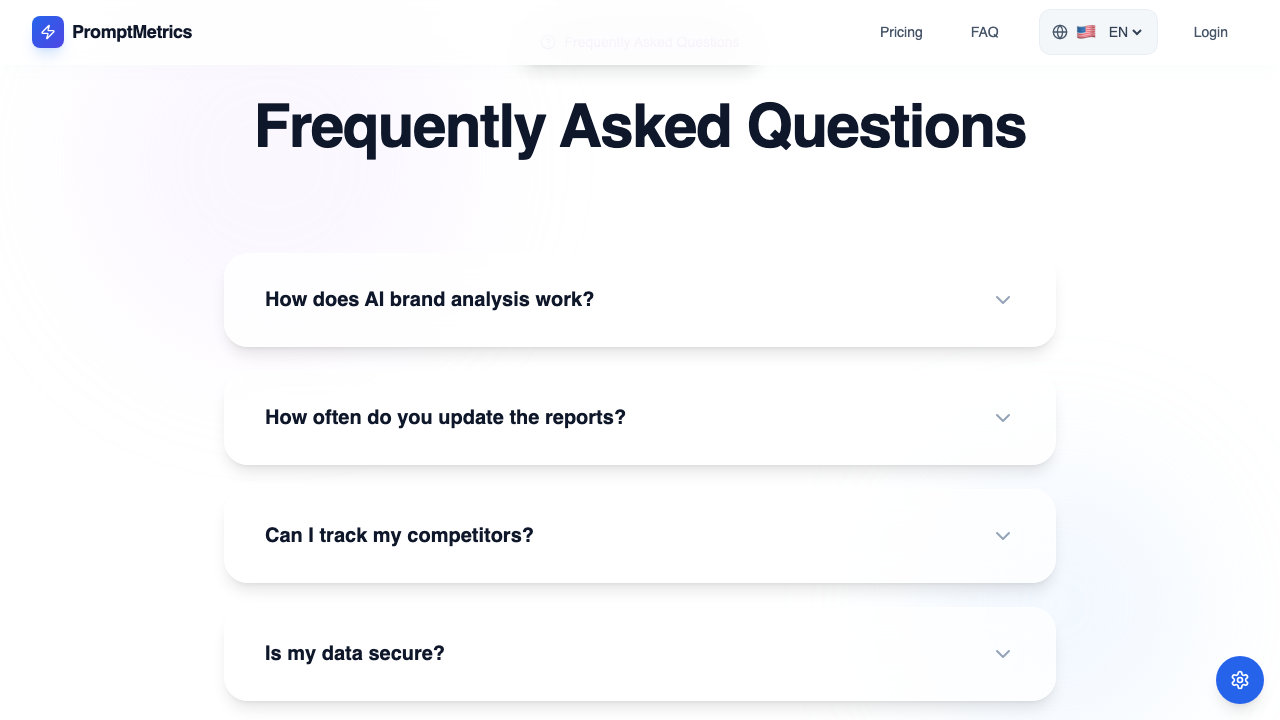 PromptMetrics
Pricing
FAQ
🇺🇸 EN
Login
Frequently Asked Questions
Frequently Asked Questions
How does AI brand analysis work?
How often do you update the reports?
Can I track my competitors?
Is my data secure?